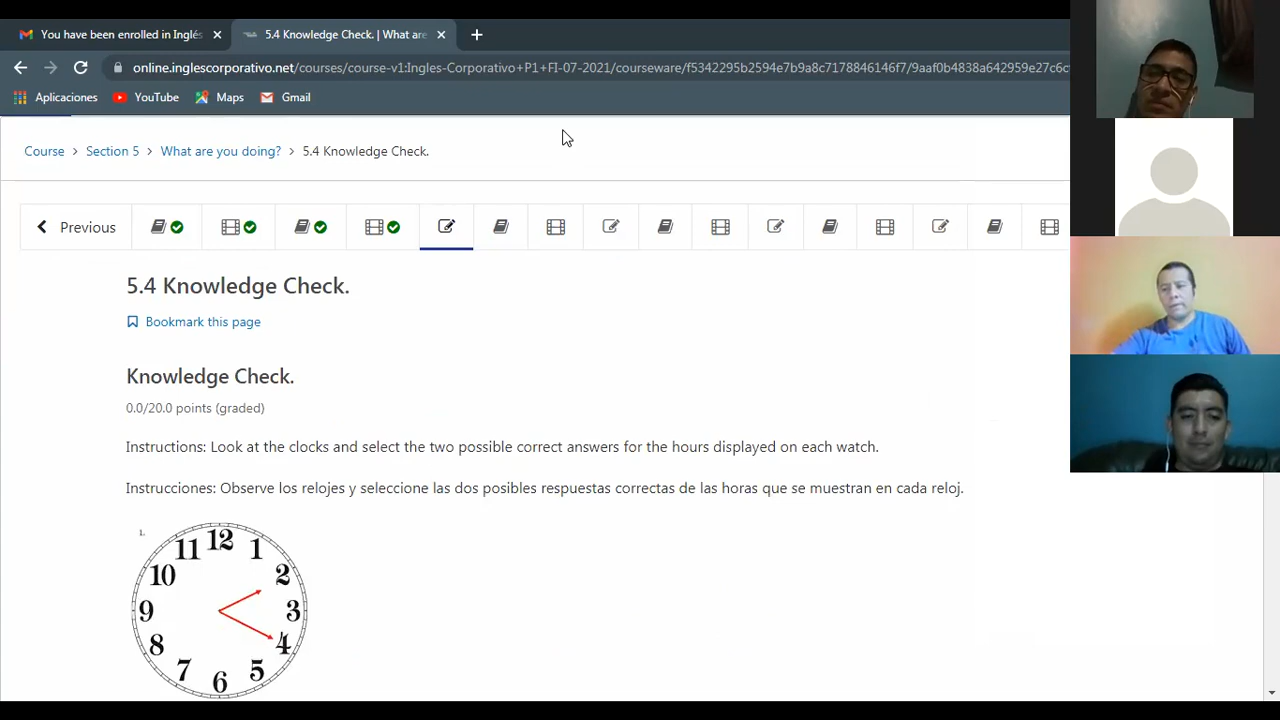 You have been enrolled in Inglés
5.4 Knowledge Check. | What are
online.inglescorporativo.net/courses/course-v1:Ingles-Corporativo+P1+FI-07-2021/courseware/f5342295b2594e7b9a8c7178846146f7/9aaf0b4838a642959e27c6c
Aplicaciones YouTube Maps Gmail
Course > Section 5 > What are you doing? > 5.4 Knowledge Check.
Previous
5.4 Knowledge Check.
Bookmark this page
Knowledge Check.
0.0/20.0 points (graded)
Instructions: Look at the clocks and select the two possible correct answers for the hours displayed on each watch.
Instrucciones: Observe los relojes y seleccione las dos posibles respuestas correctas de las horas que se muestran en cada reloj.
1.
12
11 1
10 2
9 3
8 4
7 5
6